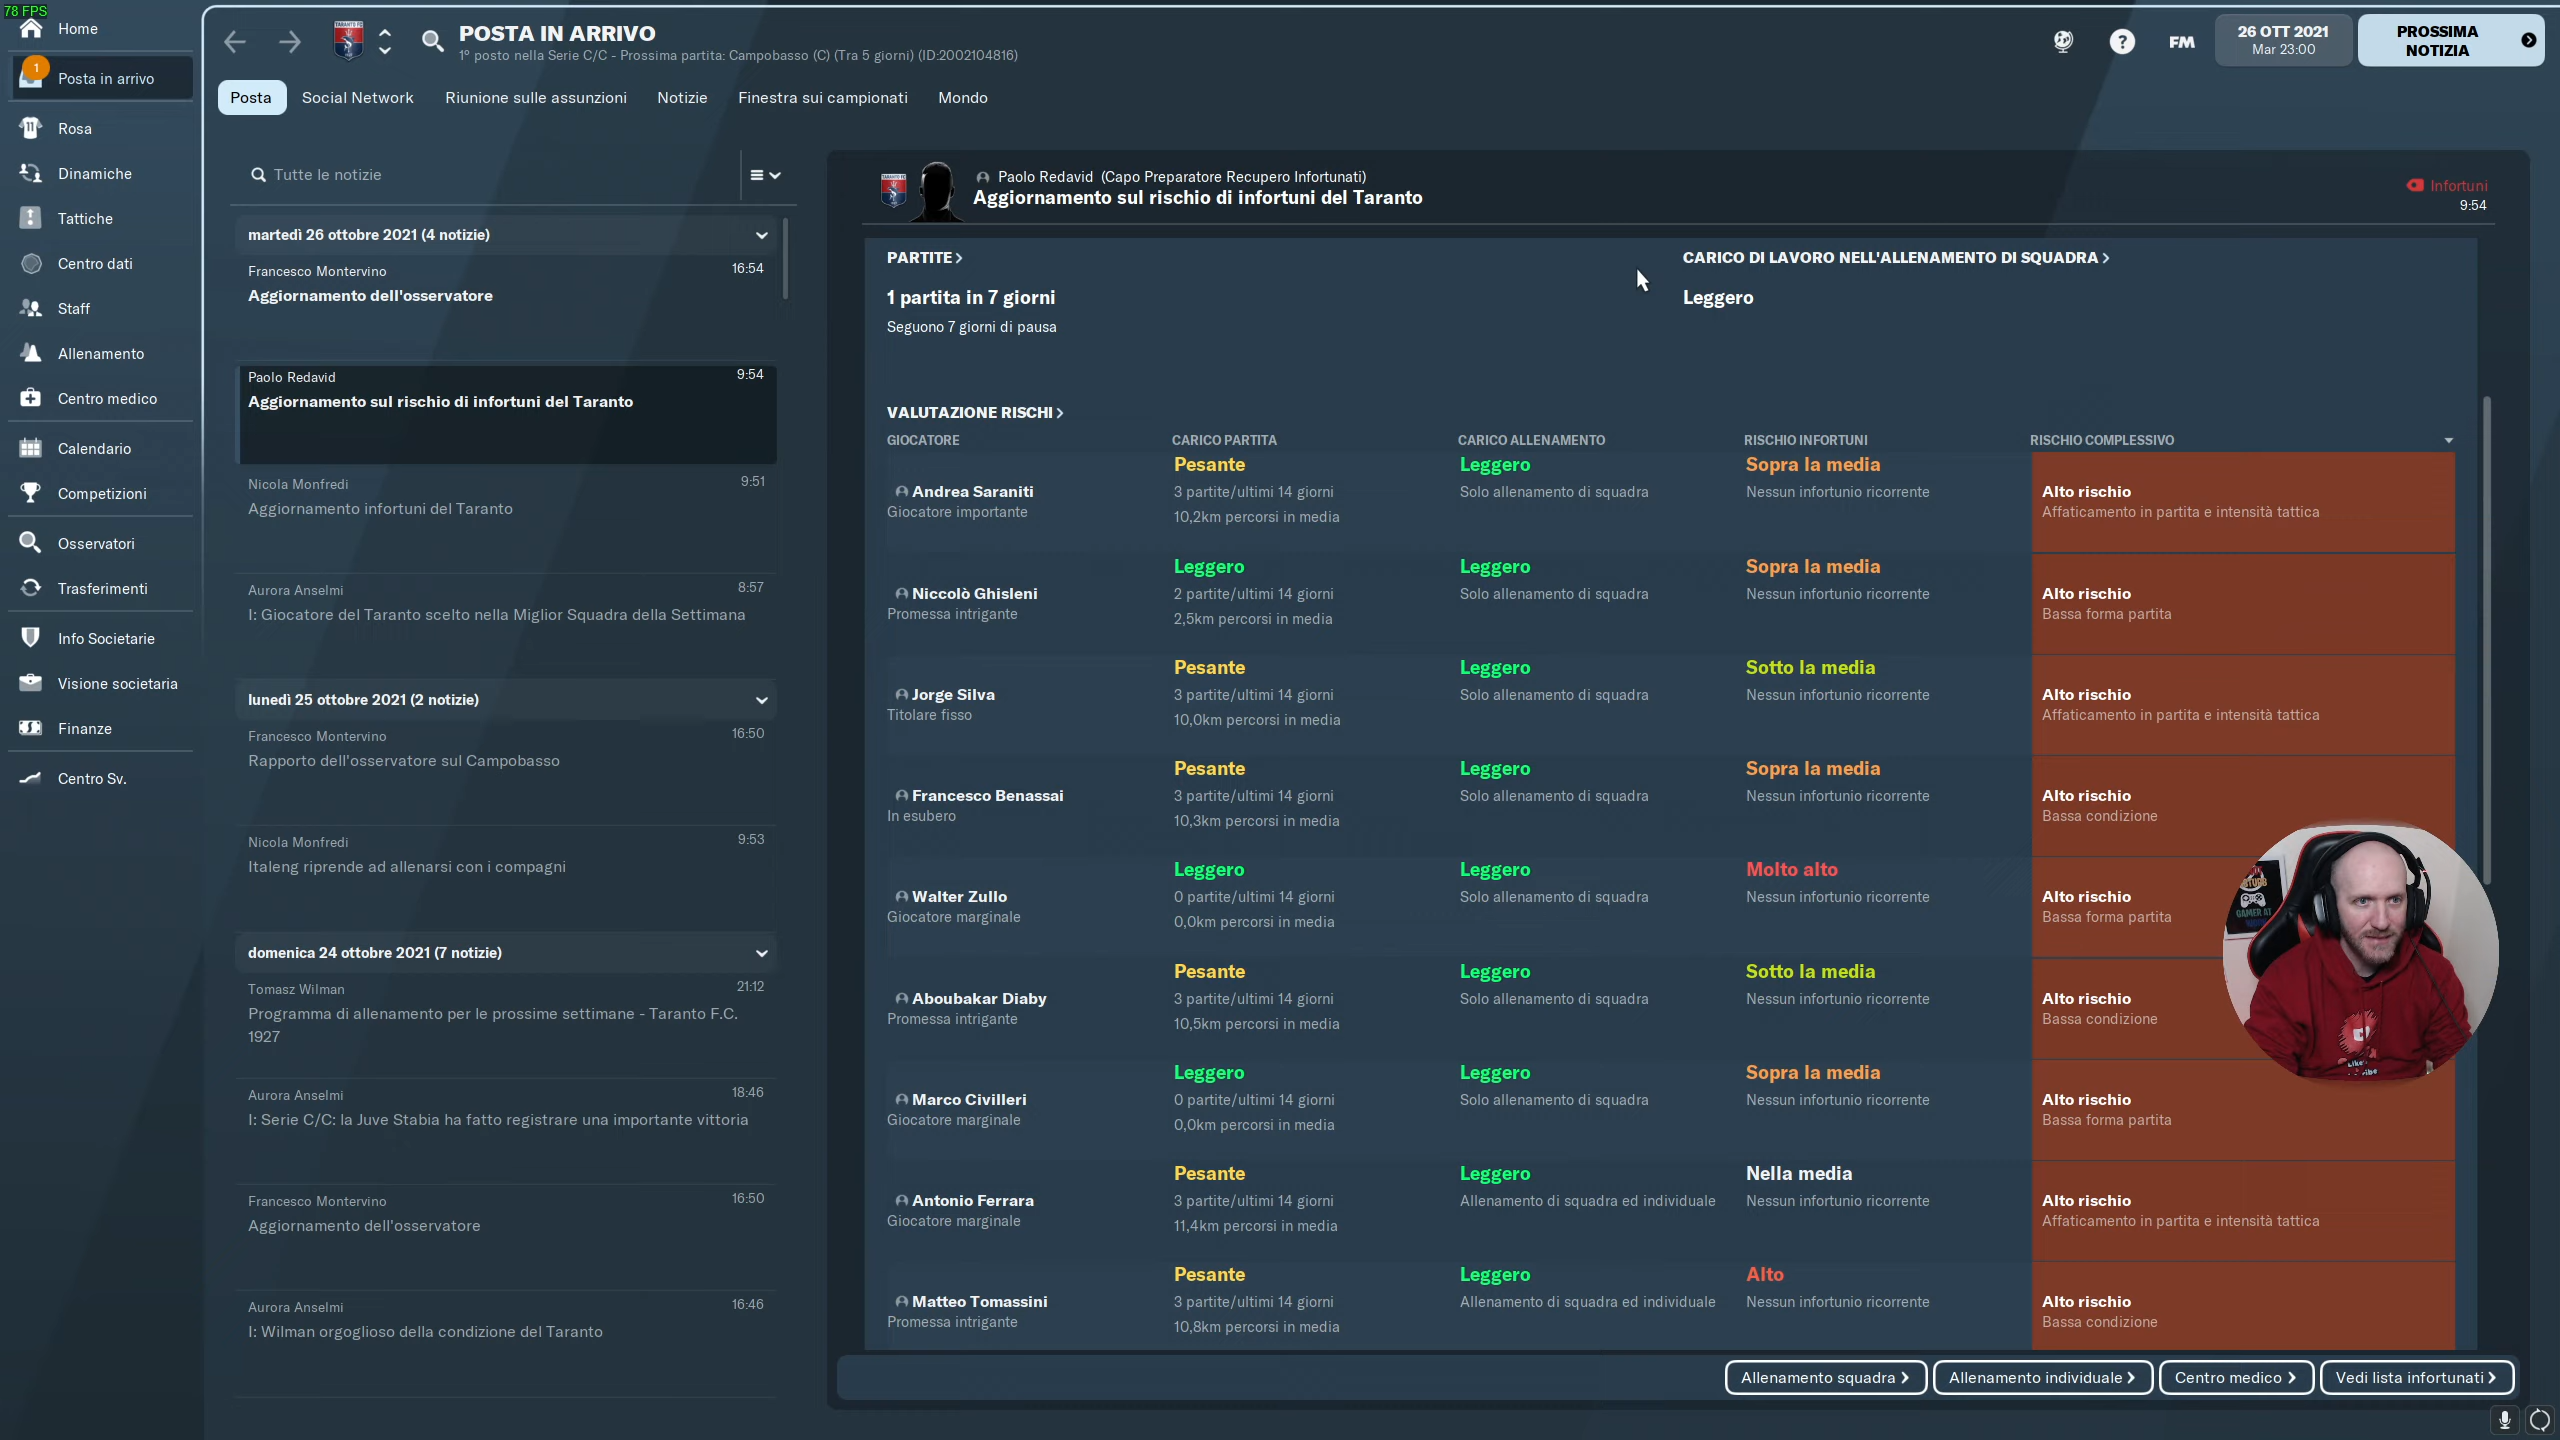 78 FPS
Home
1
Posta in arrivo
Rosa
Dinamiche
Tattiche
Centro dati
Staff
Allenamento
Centro medico
Calendario
Competizioni
Osservatori
Trasferimenti
Info Societarie
Visione societaria
Finanze
Centro Sv.
POSTA IN ARRIVO
1° posto nella Serie C/C - Prossima partita: Campobasso (C) (Tra 5 giorni) (ID:2002104816)
?
FM
26 OTT 2021
Mar 23:00
PROSSIMA
NOTIZIA
Posta Social Network Riunione sulle assunzioni Notizie Finestra sui campionati Mondo
Tutte le notizie
martedì 26 ottobre 2021 (4 notizie)
Francesco Montervino 16:54
Aggiornamento dell'osservatore
Paolo Redavid 9:54
Aggiornamento sul rischio di infortuni del Taranto
Nicola Monfredi 9:51
Aggiornamento infortuni del Taranto
Aurora Anselmi 8:57
I: Giocatore del Taranto scelto nella Miglior Squadra della Settimana
lunedì 25 ottobre 2021 (2 notizie)
Francesco Montervino 16:50
Rapporto dell'osservatore sul Campobasso
Nicola Monfredi 9:53
Italeng riprende ad allenarsi con i compagni
domenica 24 ottobre 2021 (7 notizie)
Tomasz Wilman 21:12
Programma di allenamento per le prossime settimane - Taranto F.C.
1927
Aurora Anselmi 18:46
I: Serie C/C: la Juve Stabia ha fatto registrare una importante vittoria
Francesco Montervino 16:50
Aggiornamento dell'osservatore
Aurora Anselmi 16:46
I: Wilman orgoglioso della condizione del Taranto
Paolo Redavid (Capo Preparatore Recupero Infortunati)
Aggiornamento sul rischio di infortuni del Taranto
Infortuni
9:54
PARTITE
1 partita in 7 giorni
Seguono 7 giorni di pausa
CARICO DI LAVORO NELL'ALLENAMENTO DI SQUADRA
Leggero
VALUTAZIONE RISCHI
GIOCATORE CARICO PARTITA CARICO ALLENAMENTO RISCHIO INFORTUNI RISCHIO COMPLESSIVO
Pesante Leggero Sopra la media
Andrea Saraniti 3 partite/ultimi 14 giorni Solo allenamento di squadra Nessun infortunio ricorrente Alto rischio
Giocatore importante Affaticamento in partita e intensità tattica
10,2km percorsi in media
Leggero Leggero Sopra la media
Niccolò Ghisleni 2 partite/ultimi 14 giorni Solo allenamento di squadra Nessun infortunio ricorrente Alto rischio
Promessa intrigante Bassa forma partita
2,5km percorsi in media
Pesante Leggero Sotto la media
Jorge Silva 3 partite/ultimi 14 giorni Solo allenamento di squadra Nessun infortunio ricorrente Alto rischio
Titolare fisso Affaticamento in partita e intensità tattica
10,0km percorsi in media
Pesante Leggero Sopra la media
Francesco Benassai 3 partite/ultimi 14 giorni Solo allenamento di squadra Nessun infortunio ricorrente Alto rischio
In esubero Bassa condizione
10,3km percorsi in media
Leggero Leggero Molto alto
Walter Zullo 0 partite/ultimi 14 giorni Solo allenamento di squadra Nessun infortunio ricorrente Alto rischio
Giocatore marginale Bassa forma partita
0,0km percorsi in media
Pesante Leggero Sotto la media
Aboubakar Diaby 3 partite/ultimi 14 giorni Solo allenamento di squadra Nessun infortunio ricorrente Alto rischio
Promessa intrigante Bassa condizione
10,5km percorsi in media
Leggero Leggero Sopra la media
Marco Civilleri 0 partite/ultimi 14 giorni Solo allenamento di squadra Nessun infortunio ricorrente Alto rischio
Giocatore marginale Bassa forma partita
0,0km percorsi in media
Pesante Leggero Nella media
Antonio Ferrara 3 partite/ultimi 14 giorni Allenamento di squadra ed individuale Nessun infortunio ricorrente Alto rischio
Giocatore marginale Affaticamento in partita e intensità tattica
11,4km percorsi in media
Pesante Leggero Alto
Matteo Tomassini 3 partite/ultimi 14 giorni Allenamento di squadra ed individuale Nessun infortunio ricorrente Alto rischio
Promessa intrigante Bassa condizione
10,8km percorsi in media
GAMER AT
Allenamento squadra Allenamento individuale Centro medico Vedi lista infortunati